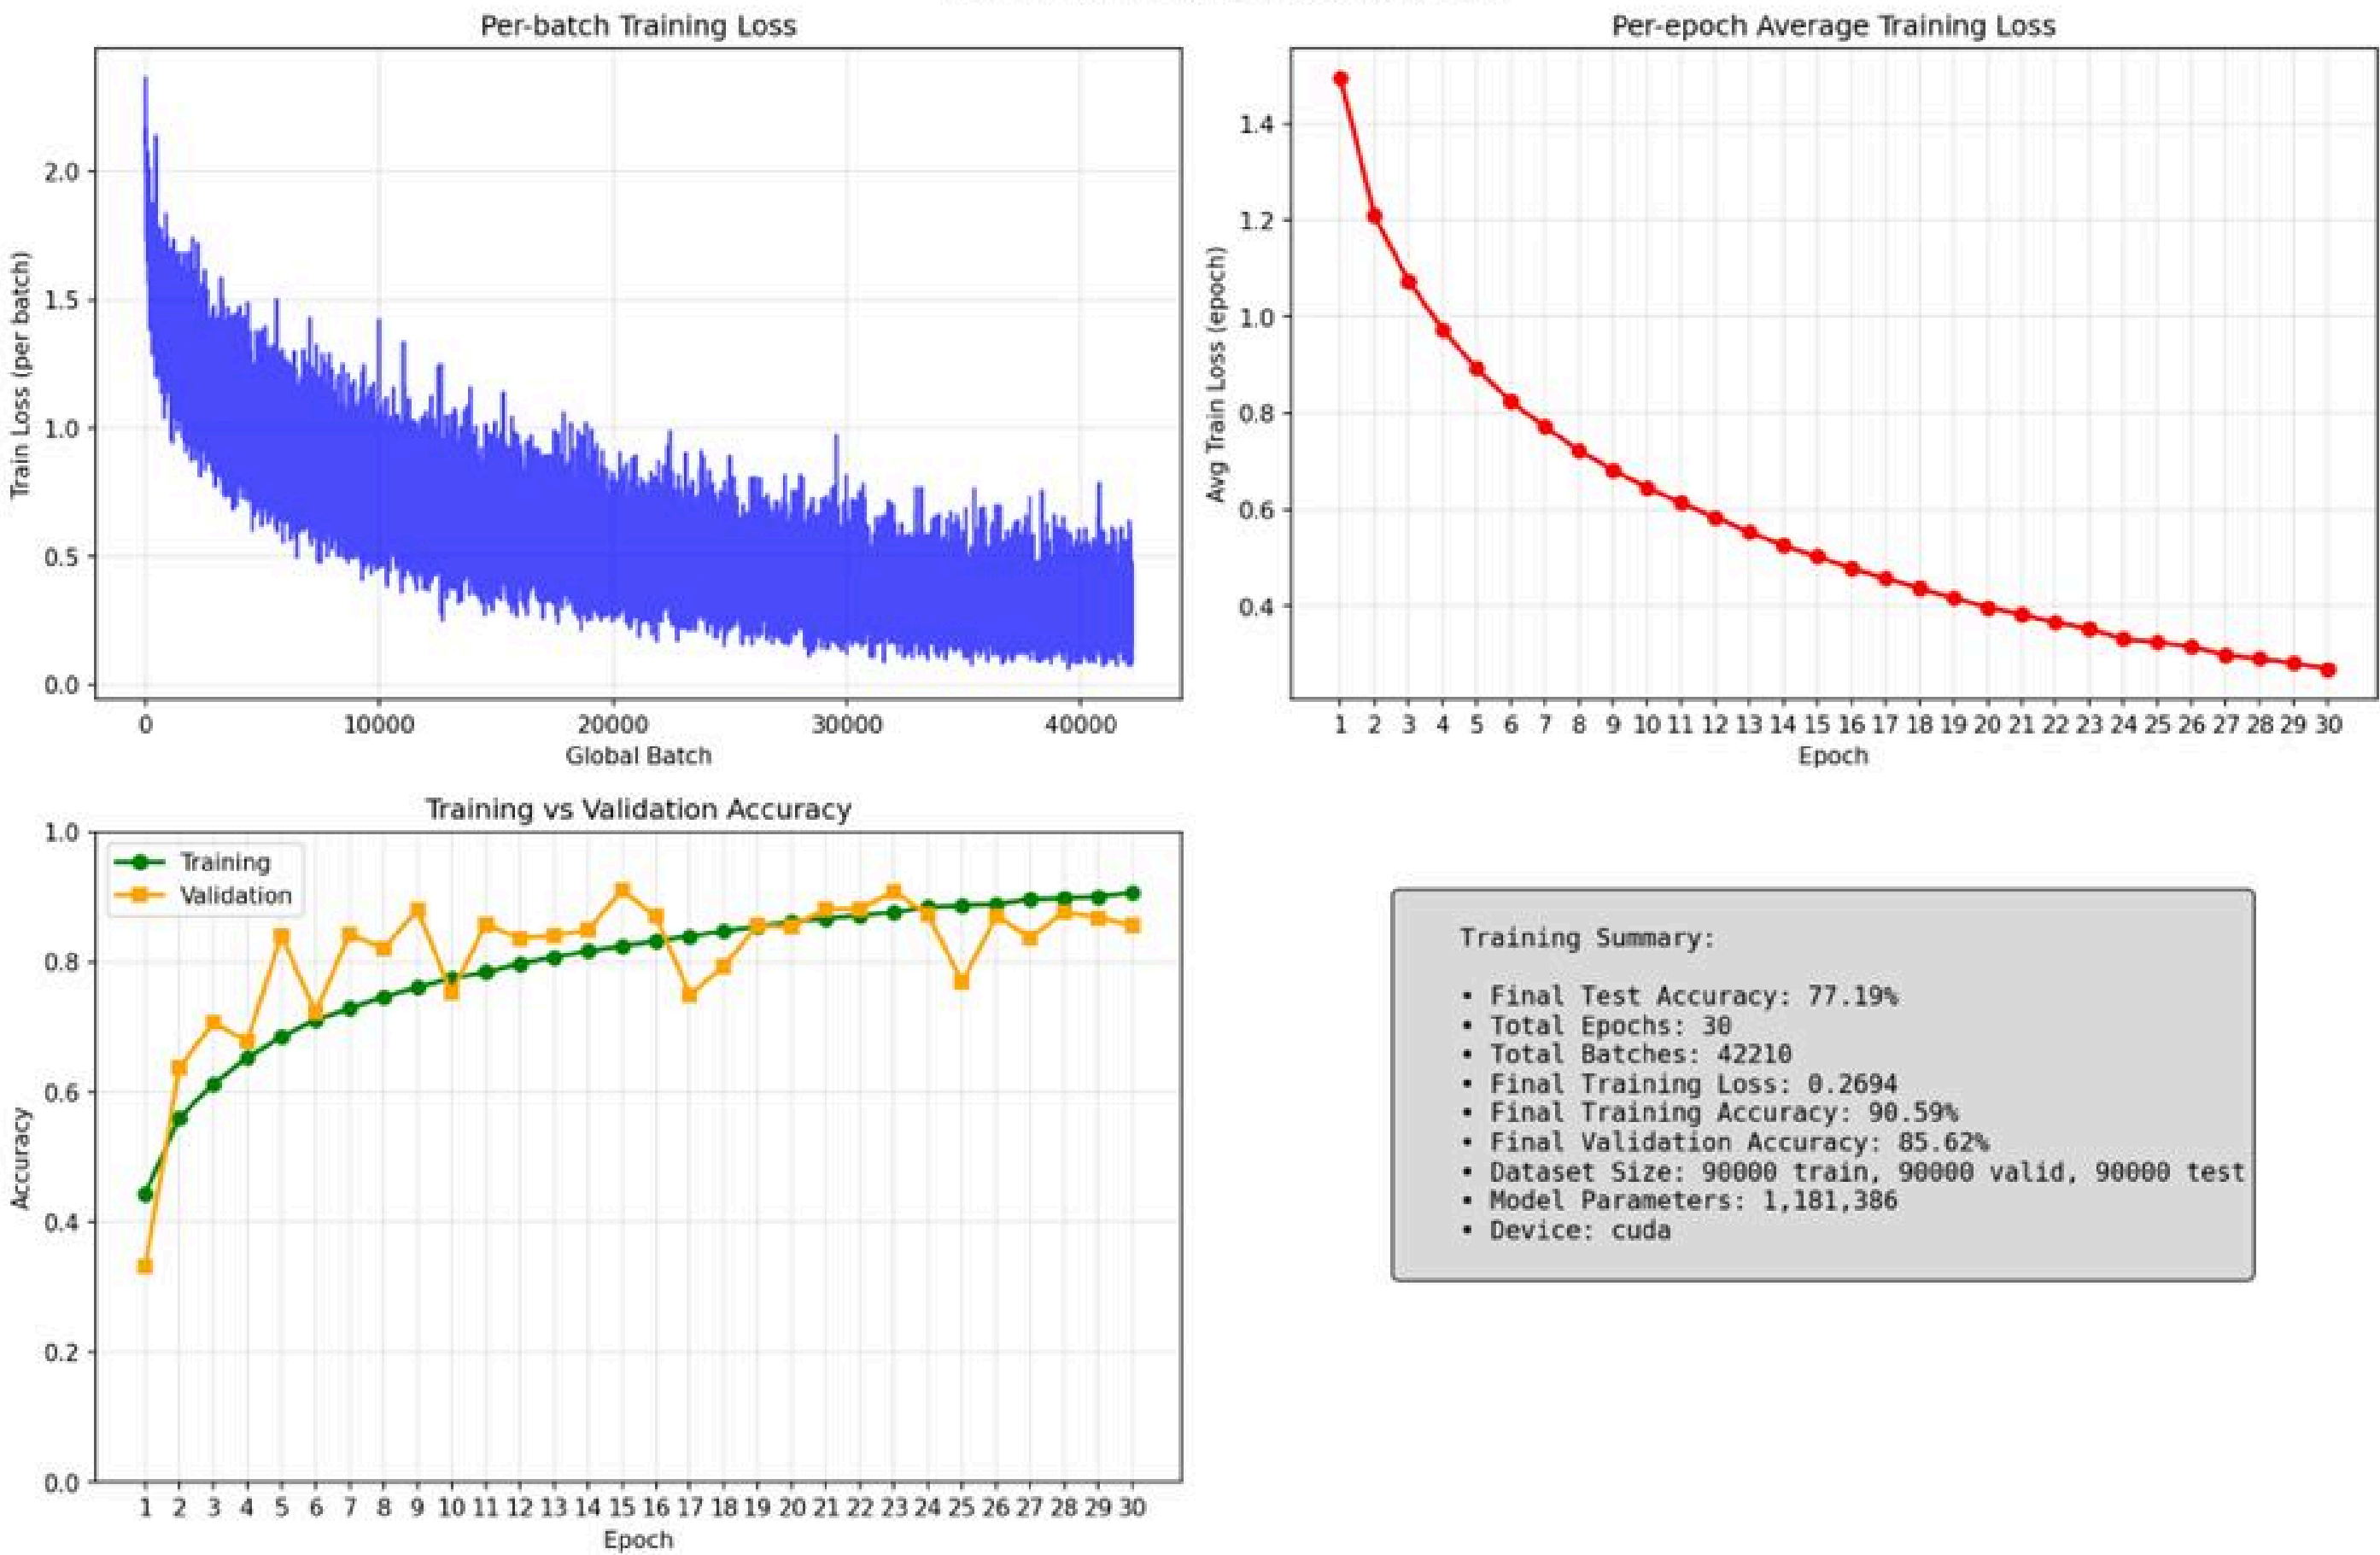 Per-batch Training Loss
Train Loss (per batch)
2.0
1.5
1.0
0.5
0.0
0 10000 20000 30000 40000
Global Batch
Per-epoch Average Training Loss
Avg Train Loss (epoch)
1.4
1.2
1.0
0.8
0.6
0.4
1 2 3 4 5 6 7 8 9 10 11 12 13 14 15 16 17 18 19 20 21 22 23 24 25 26 27 28 29 30
Epoch
Training vs Validation Accuracy
Accuracy
1.0
0.8
0.6
0.4
0.2
0.0
Training
Validation
1 2 3 4 5 6 7 8 9 10 11 12 13 14 15 16 17 18 19 20 21 22 23 24 25 26 27 28 29 30
Epoch
Training Summary:
• Final Test Accuracy: 77.19%
• Total Epochs: 30
• Total Batches: 42210
• Final Training Loss: 0.2694
• Final Training Accuracy: 90.59%
• Final Validation Accuracy: 85.62%
• Dataset Size: 90000 train, 90000 valid, 90000 test
• Model Parameters: 1,181,386
• Device: cuda